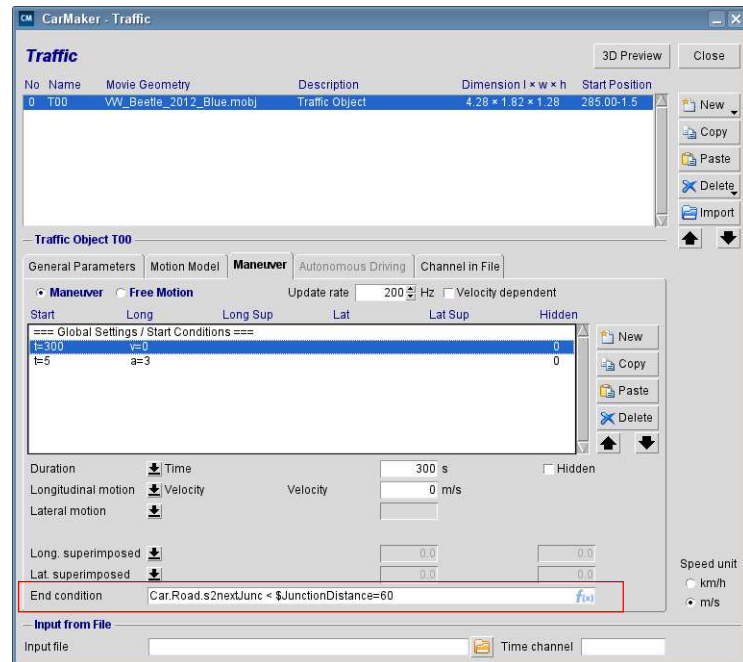 CM CarMaker - Traffic
Traffic 3D Preview Close
No Name Movie Geometry Description Dimension l × w × h Start Position
0 T00 VW_Beetle_2012_Blue.mobj Traffic Object 4.28 × 1.82 × 1.28 285.00-1.5
New
Copy
Paste
Delete
Import
Traffic Object T00
General Parameters Motion Model Maneuver Autonomous Driving Channel in File
Maneuver Free Motion Update rate 200 Hz Velocity dependent
Start Long Long Sup Lat Lat Sup Hidden
=== Global Settings / Start Conditions ===
t=300 v=0 0
t=5 a=3 0
New
Copy
Paste
Delete
Duration Time 300 s Hidden
Longitudinal motion Velocity Velocity 0 m/s
Lateral motion
Long. superimposed 0.0 0.0
Lat. superimposed 0.0 0.0
End condition Car.Road.s2nextJunc < $JunctionDistance=60 f(x)
Speed unit
km/h
m/s
Input from File
Input file Time channel